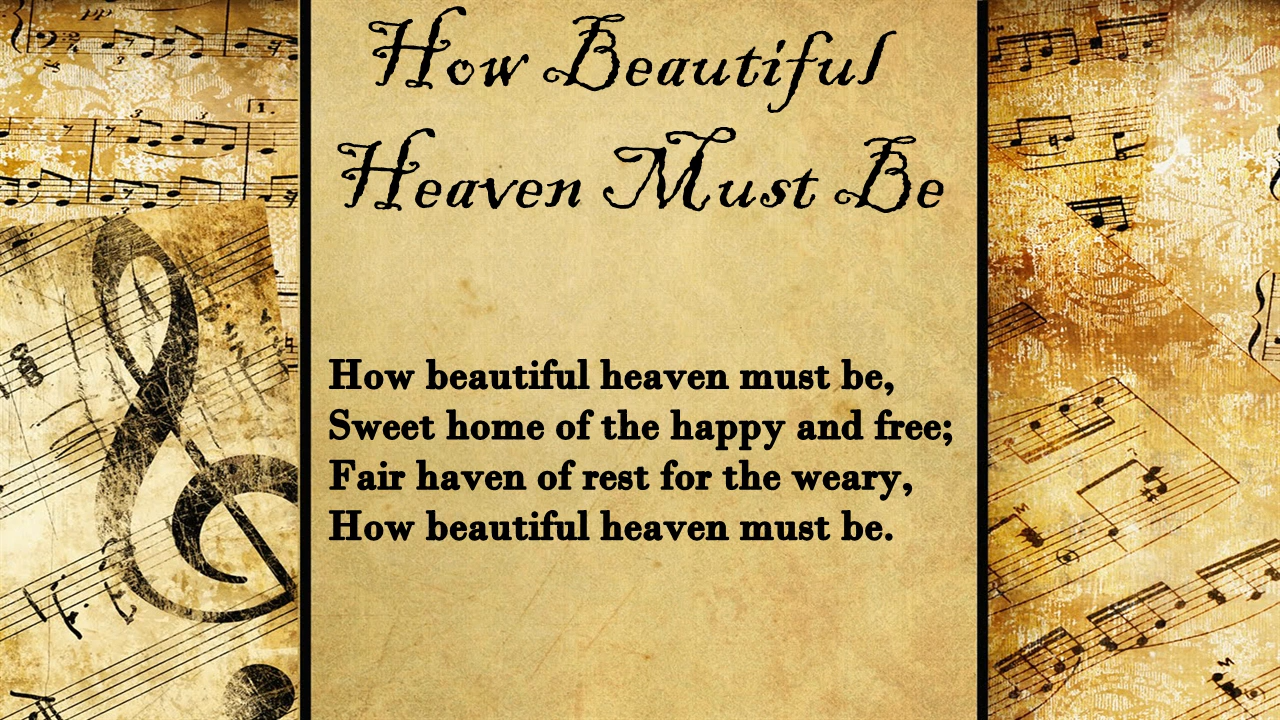 How Beautiful
Heaven Must Be
How beautiful heaven must be,
Sweet home of the happy and free;
Fair haven of rest for the weary,
How beautiful heaven must be.